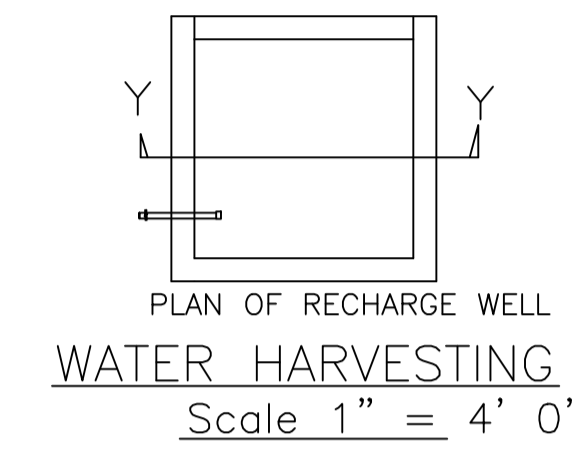 Y Y
PLAN OF RECHARGE WELL
WATER HARVESTING
Scale 1” = 4’ 0’